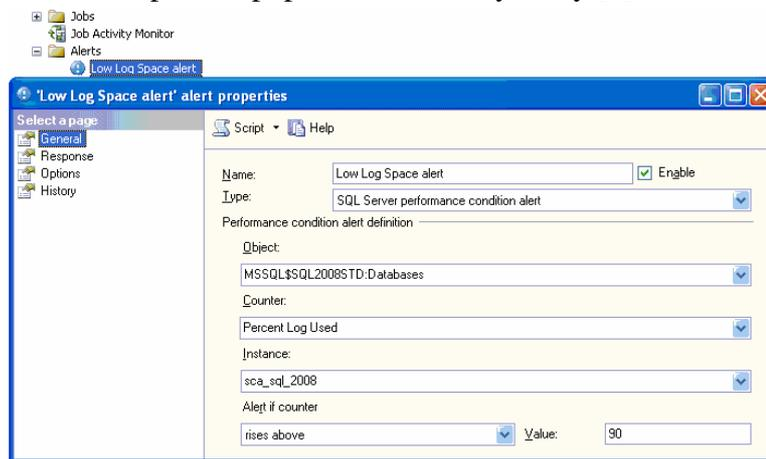 Jobs
Job Activity Monitor
Alerts
Low Log Space alert
'Low Log Space alert' alert properties
Select a page
General
Response
Options
History
Script Help
Name: Low Log Space alert Enable
Type: SQL Server performance condition alert
Performance condition alert definition
Object:
MSSQL$SQL2008STD:Databases
Counter:
Percent Log Used
Instance:
sca_sql_2008
Alert if counter
rises above Value: 90